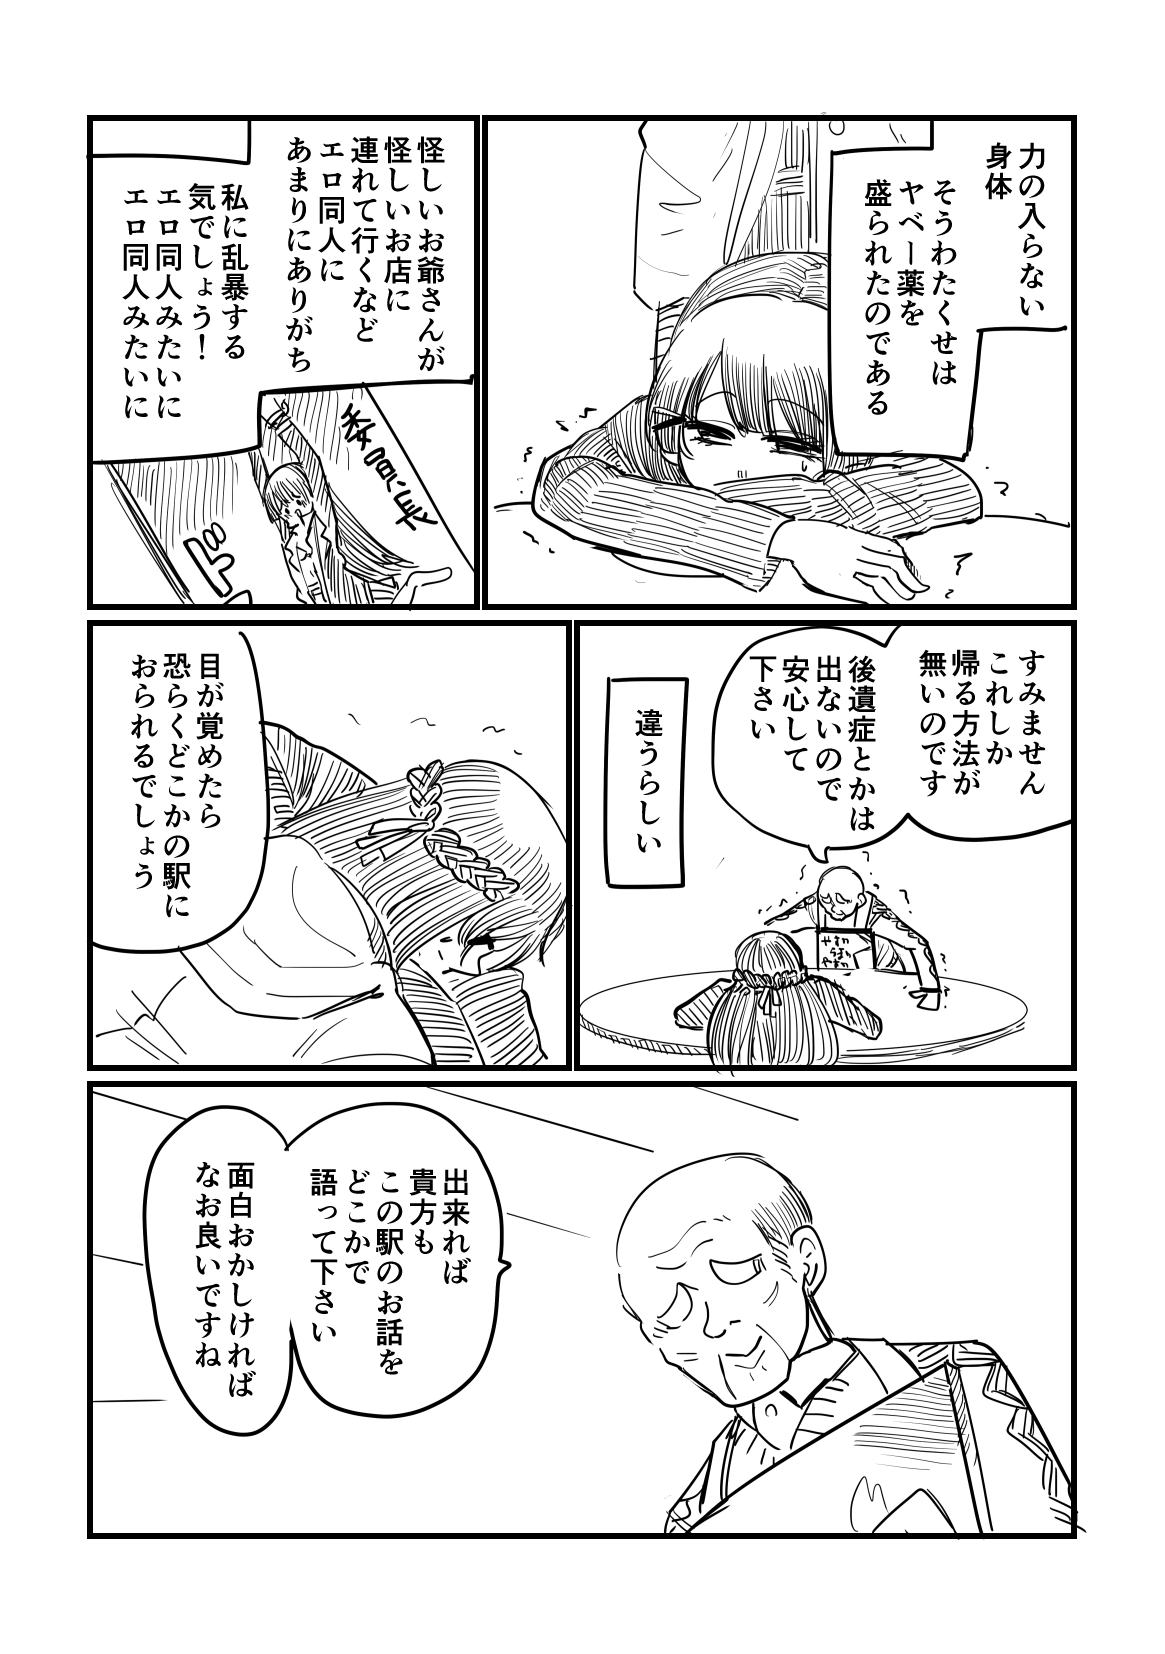 力の入らない
身体
そうわたくせは
ヤベー薬を
盛られたのである
怪しいお爺さんが
怪しいお店に
連れて行くなど
エロ同人に
あまりにありがち
私に乱暴する
気でしょう!
エロ同人みたいに
エロ同人みたいに
委員長
ドン
すみません
これしか
帰る方法が
無いのです
後遺症とかは
出ないので
安心して
下さい
違うらしい
目が覚めたら
恐らくどこかの駅に
おられるでしょう
出来れば
貴方も
この駅のお話を
どこかで
語って下さい
面白おかしければ
なお良いですね